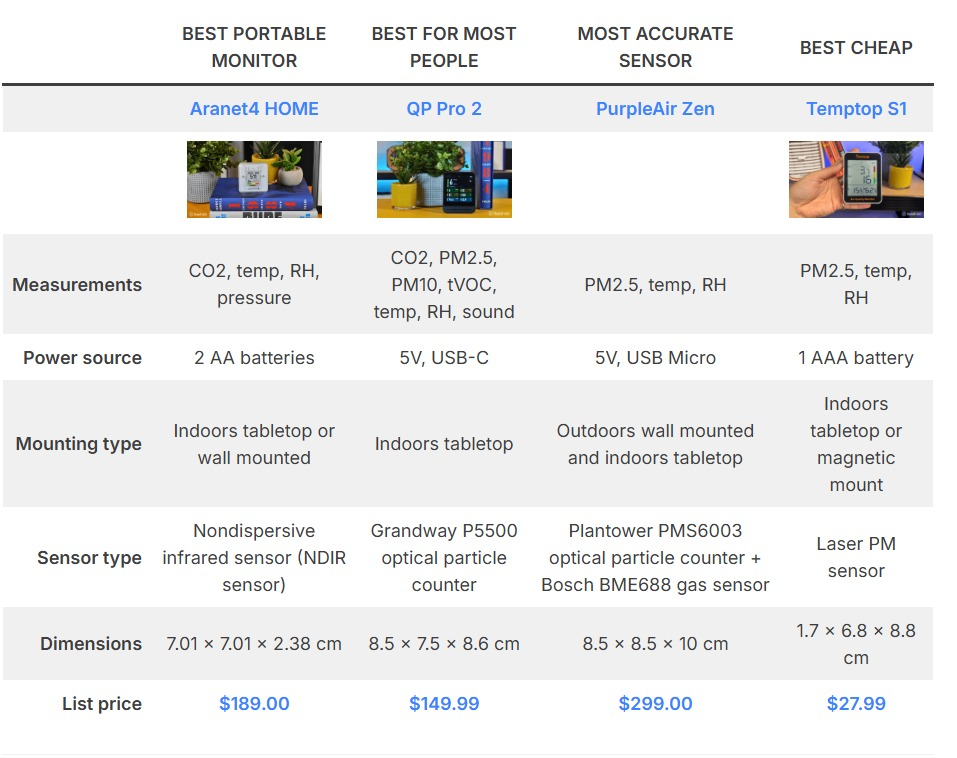 BEST PORTABLE
MONITOR
BEST FOR MOST
PEOPLE
MOST ACCURATE
SENSOR
BEST CHEAP
Aranet4 HOME
QP Pro 2
PurpleAir Zen
Temptop S1
Measurements
CO2, temp, RH,
pressure
CO2, PM2.5,
PM10, tVOC,
temp, RH, sound
PM2.5, temp, RH
PM2.5, temp,
RH
Power source
2 AA batteries
5V, USB-C
5V, USB Micro
1 AAA battery
Mounting type
Indoors tabletop or
wall mounted
Indoors tabletop
Outdoors wall mounted
and indoors tabletop
Indoors
tabletop or
magnetic
mount
Sensor type
Nondispersive
infrared sensor (NDIR
sensor)
Grandway P5500
optical particle
counter
Plantower PMS6003
optical particle counter +
Bosch BME688 gas sensor
Laser PM
sensor
Dimensions
7.01 × 7.01 × 2.38 cm
8.5 × 7.5 × 8.6 cm
8.5 × 8.5 × 10 cm
1.7 × 6.8 × 8.8
cm
List price
$189.00
$149.99
$299.00
$27.99